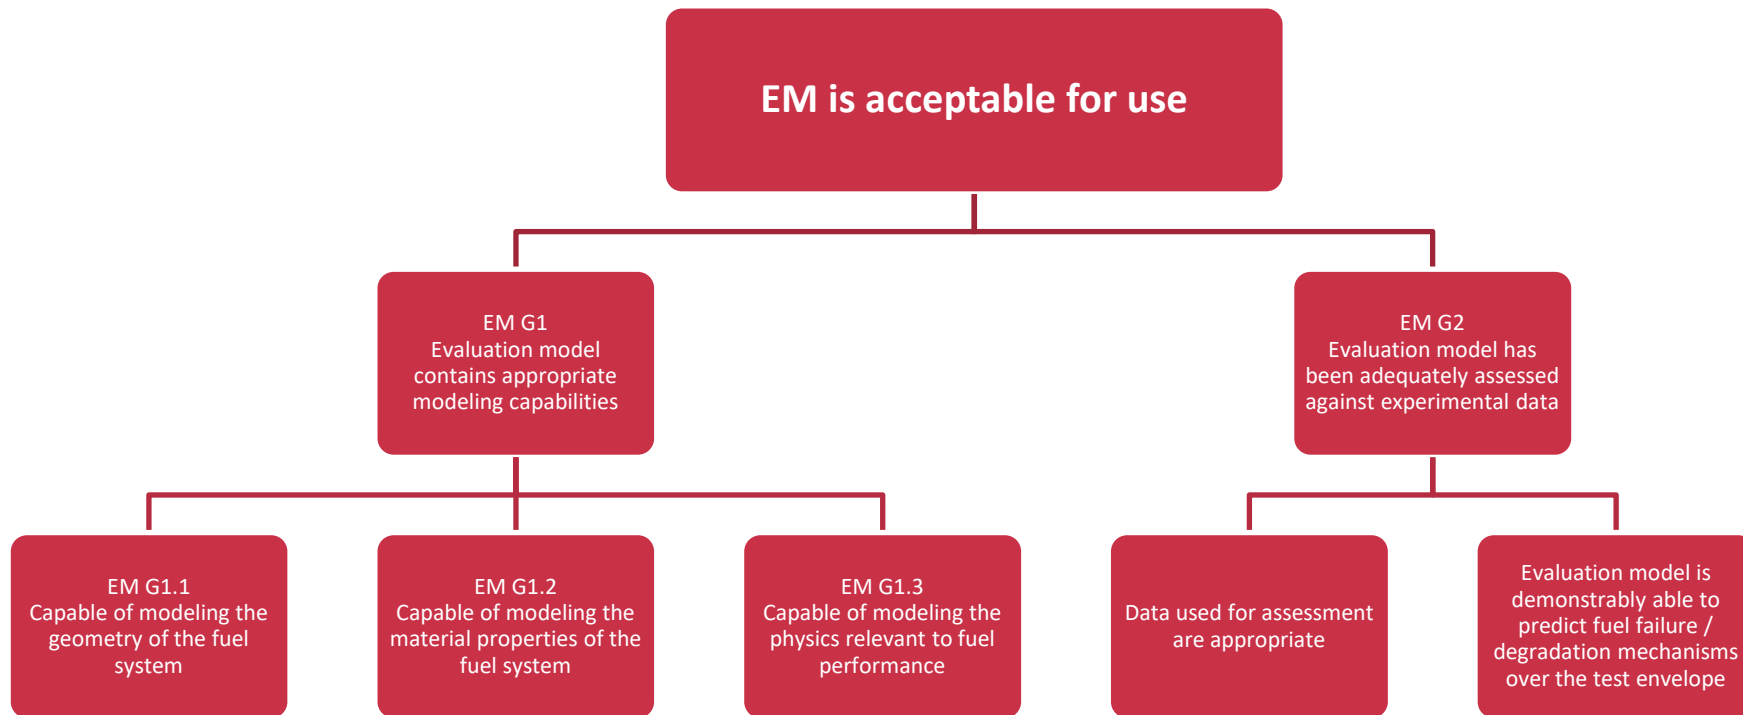 EM is acceptable for use
EM G1
Evaluation model
contains appropriate
modeling capabilities
EM G2
Evaluation model has
been adequately assessed
against experimental data
EM G1.1
Capable of modeling the
geometry of the fuel
system
EM G1.2
Capable of modeling the
material properties of the
fuel system
EM G1.3
Capable of modeling the
physics relevant to fuel
performance
Data used for assessment
are appropriate
Evaluation model is
demonstrably able to
predict fuel failure /
degradation mechanisms
over the test envelope